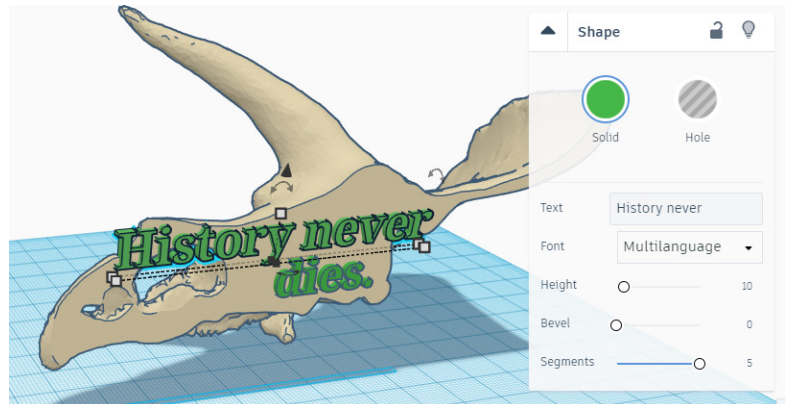 Shape
Solid
Hole
Text
History never
Font
Multilanguage
Height
10
Bevel
0
Segments
5
History never
dies.